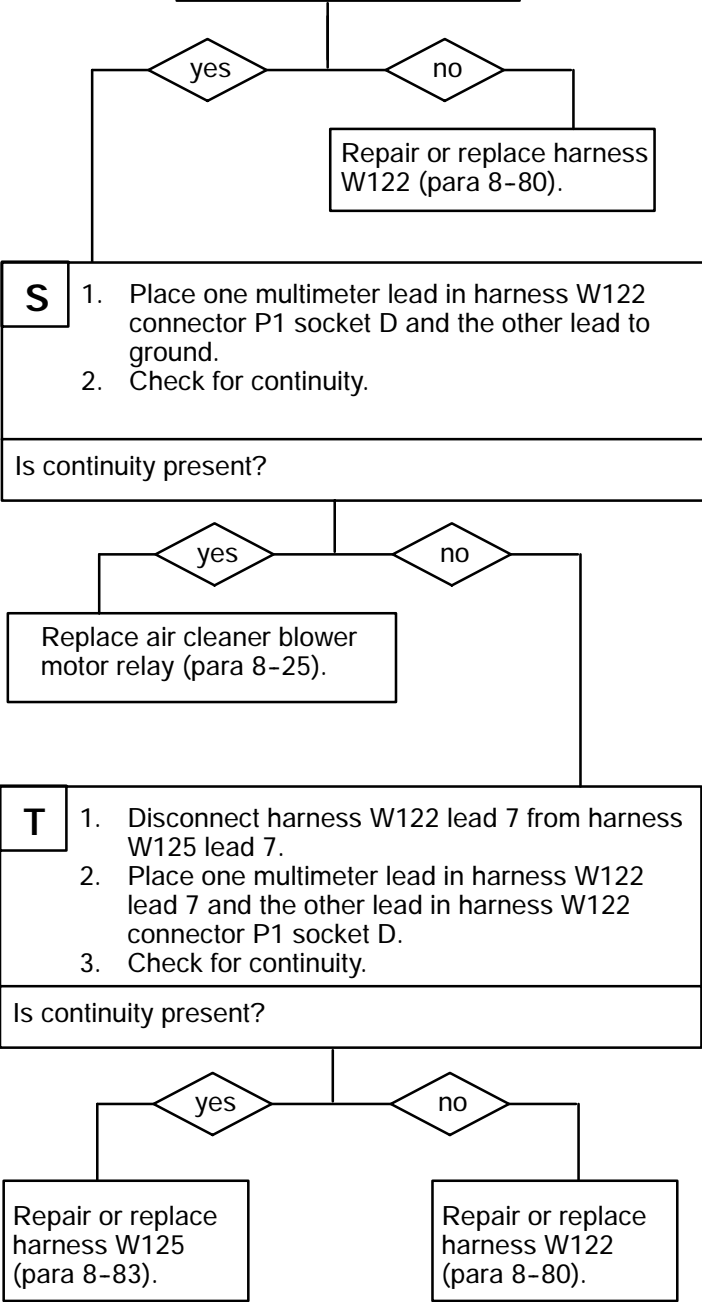 yes
no
Repair or replace harness
W122 (para 8-80).
S
1. Place one multimeter lead in harness W122
connector P1 socket D and the other lead to
ground.
2. Check for continuity.
Is continuity present?
yes
no
Replace air cleaner blower
motor relay (para 8-25).
T
1. Disconnect harness W122 lead 7 from harness
W125 lead 7.
2. Place one multimeter lead in harness W122
lead 7 and the other lead in harness W122
connector P1 socket D.
3. Check for continuity.
Is continuity present?
yes
no
Repair or replace
harness W125
(para 8-83).
Repair or replace
harness W122
(para 8-80).